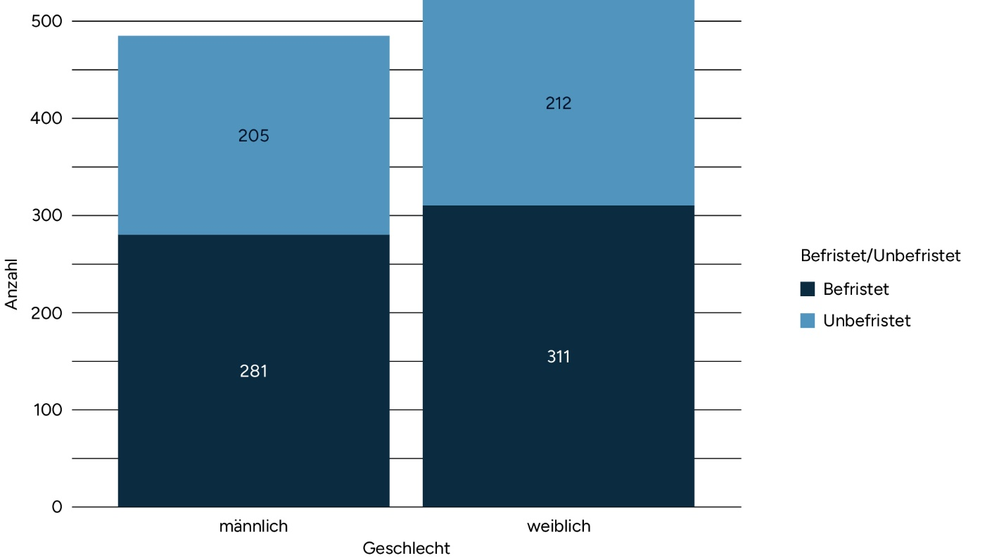 500
400
300
200
100
0
Anzahl
205
212
281
311
männlich
weiblich
Geschlecht
Befristet/Unbefristet
Befristet
Unbefristet